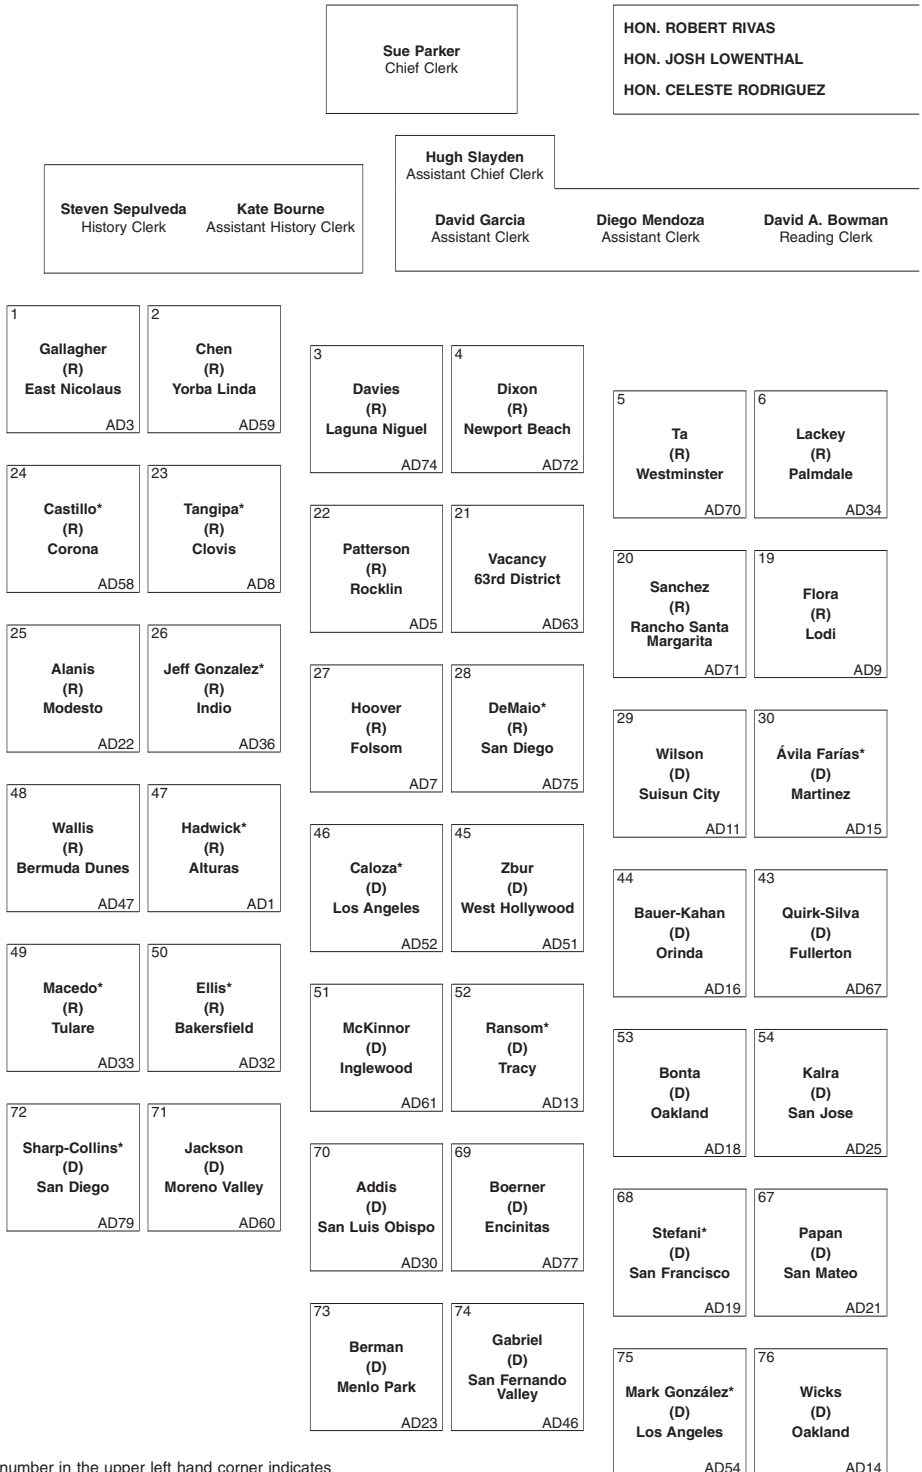 Sue Parker
Chief Clerk
HON. ROBERT RIVAS
HON. JOSH LOWENTHAL
HON. CELESTE RODRIGUEZ
Hugh Slayden
Assistant Chief Clerk
Steven Sepulveda
History Clerk
Kate Bourne
Assistant History Clerk
David Garcia
Assistant Clerk
Diego Mendoza
Assistant Clerk
David A. Bowman
Reading Clerk
1
Gallagher
(R)
East Nicolaus
AD3
2
Chen
(R)
Yorba Linda
AD59
3
Davies
(R)
Laguna Niguel
AD74
4
Dixon
(R)
Newport Beach
AD72
5
Ta
(R)
Westminster
AD70
6
Lackey
(R)
Palmdale
AD34
24
Castillo*
(R)
Corona
AD58
23
Tangipa*
(R)
Clovis
AD8
22
Patterson
(R)
Rocklin
AD5
21
Vacancy
63rd District
AD63
20
Sanchez
(R)
Rancho Santa
Margarita
AD71
19
Flora
(R)
Lodi
AD9
25
Alanis
(R)
Modesto
AD22
26
Jeff Gonzalez*
(R)
Indio
AD36
27
Hoover
(R)
Folsom
AD7
28
DeMaio*
(R)
San Diego
AD75
29
Wilson
(D)
Suisun City
AD11
30
Ávila Farías*
(D)
Martinez
AD15
48
Wallis
(R)
Bermuda Dunes
AD47
47
Hadwick*
(R)
Alturas
AD1
46
Caloza*
(D)
Los Angeles
AD52
45
Zbur
(D)
West Hollywood
AD51
44
Bauer-Kahan
(D)
Orinda
AD16
43
Quirk-Silva
(D)
Fullerton
AD67
49
Macedo*
(R)
Tulare
AD33
50
Ellis*
(R)
Bakersfield
AD32
51
McKinnor
(D)
Inglewood
AD61
52
Ransom*
(D)
Tracy
AD13
53
Bonta
(D)
Oakland
AD18
54
Kalra
(D)
San Jose
AD25
72
Sharp-Collins*
(D)
San Diego
AD79
71
Jackson
(D)
Moreno Valley
AD60
70
Addis
(D)
San Luis Obispo
AD30
69
Boerner
(D)
Encinitas
AD77
68
Stefani*
(D)
San Francisco
AD19
67
Papan
(D)
San Mateo
AD21
73
Berman
(D)
Menlo Park
AD23
74
Gabriel
(D)
San Fernando
Valley
AD46
75
Mark González*
(D)
Los Angeles
AD54
76
Wicks
(D)
Oakland
AD14
number in the upper left hand corner indicates